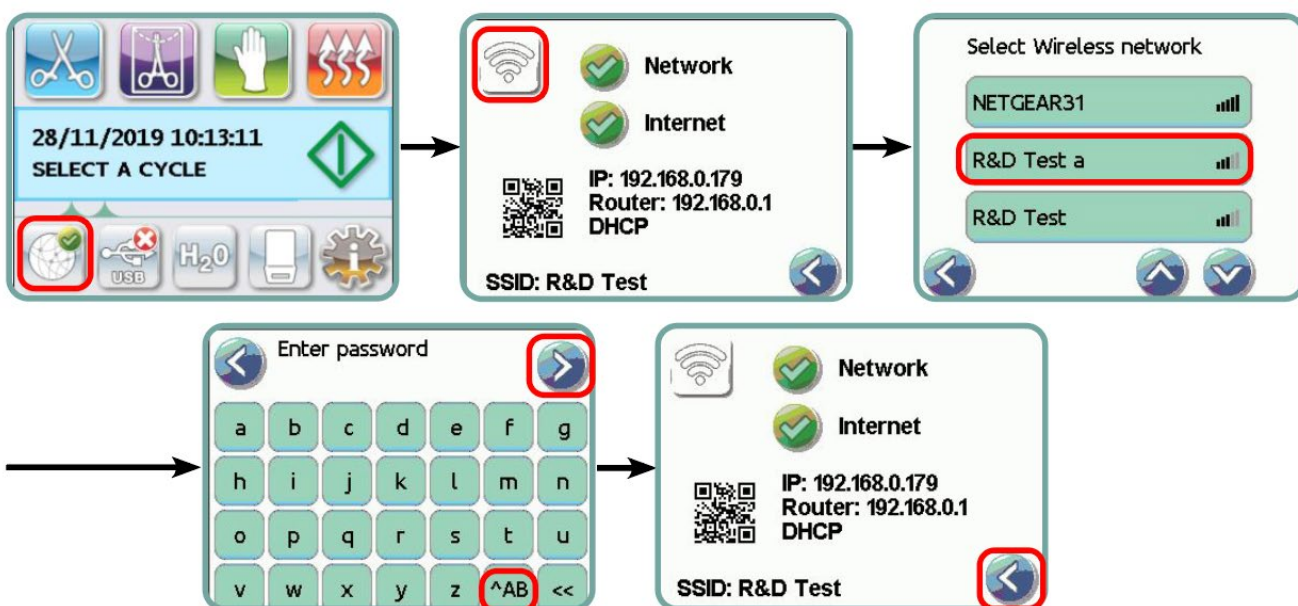 28/11/2019 10:13:11
SELECT A CYCLE
USB
H₂O
i
Network
Internet
IP: 192.168.0.179
Router: 192.168.0.1
DHCP
SSID: R&D Test
Select Wireless network
NETGEAR31
R&D Test a
R&D Test
Enter password
a b c d e f g
h i j k l m n
o p q r s t u
v w x y z ^AB <<
Network
Internet
IP: 192.168.0.179
Router: 192.168.0.1
DHCP
SSID: R&D Test